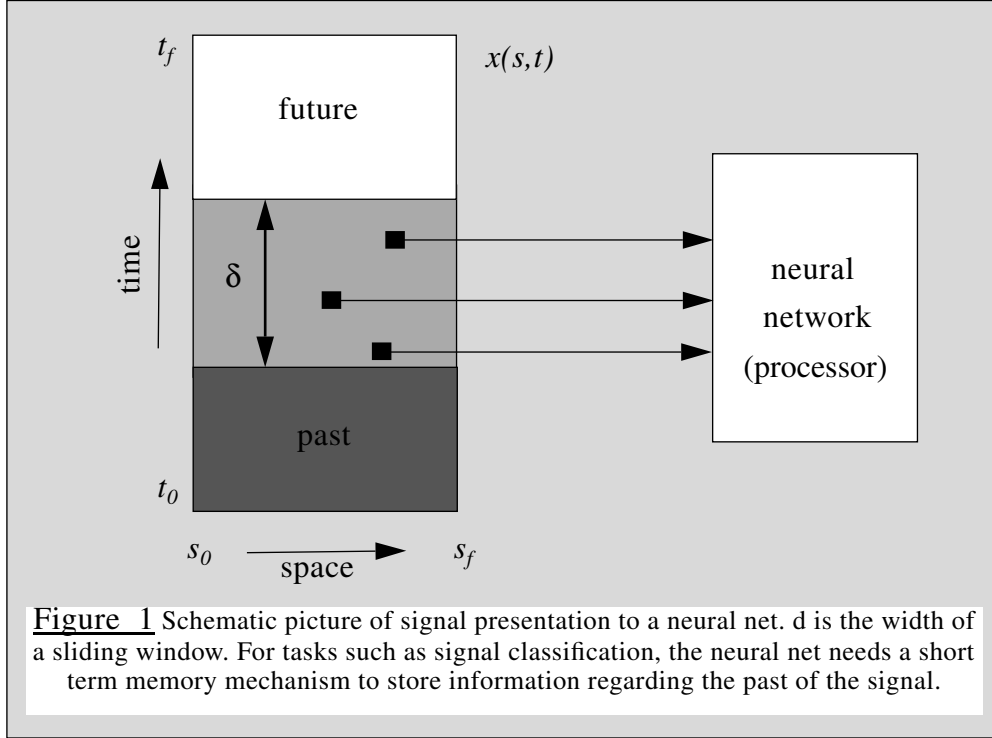 t_f
x(s,t)
future
time
δ
neural
network
(processor)
past
t_0
s_0
s_f
space
Figure 1 Schematic picture of signal presentation to a neural net. d is the width of
a sliding window. For tasks such as signal classification, the neural net needs a short
term memory mechanism to store information regarding the past of the signal.